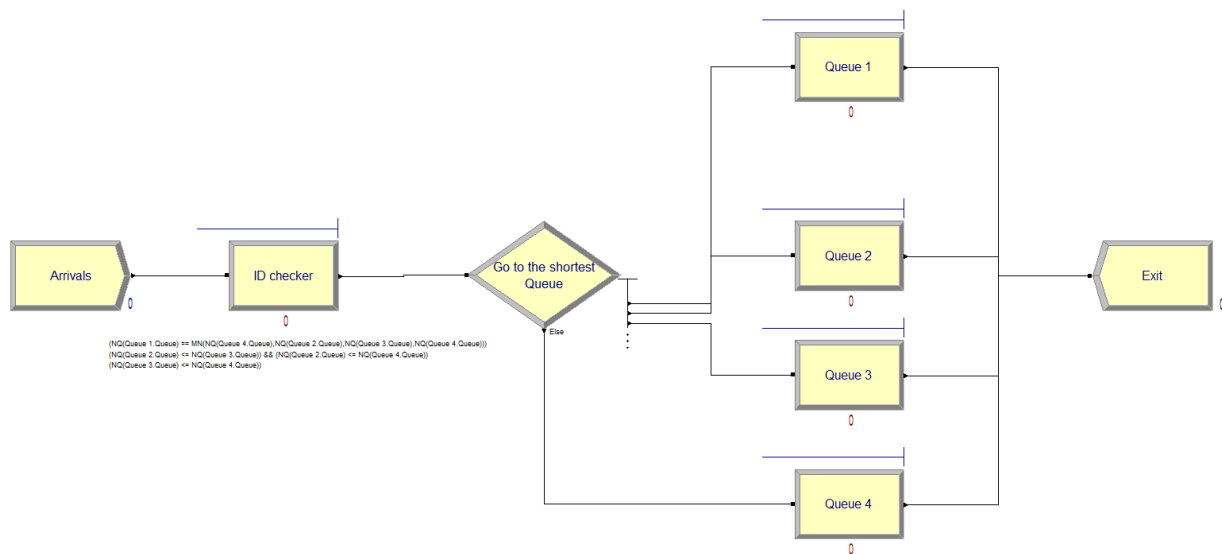 Queue 1
0
Queue 2
0
Arrivals
0
ID checker
0
Go to the shortest
Queue
Else
Exit
0
(NQ(Queue 1.Queue) == MN(NQ(Queue 4.Queue),NQ(Queue 2.Queue),NQ(Queue 3.Queue),NQ(Queue 4.Queue)))
(NQ(Queue 2.Queue) <= NQ(Queue 3.Queue)) && (NQ(Queue 2.Queue) <= NQ(Queue 4.Queue))
(NQ(Queue 3.Queue) <= NQ(Queue 4.Queue))
Queue 3
0
Queue 4
0